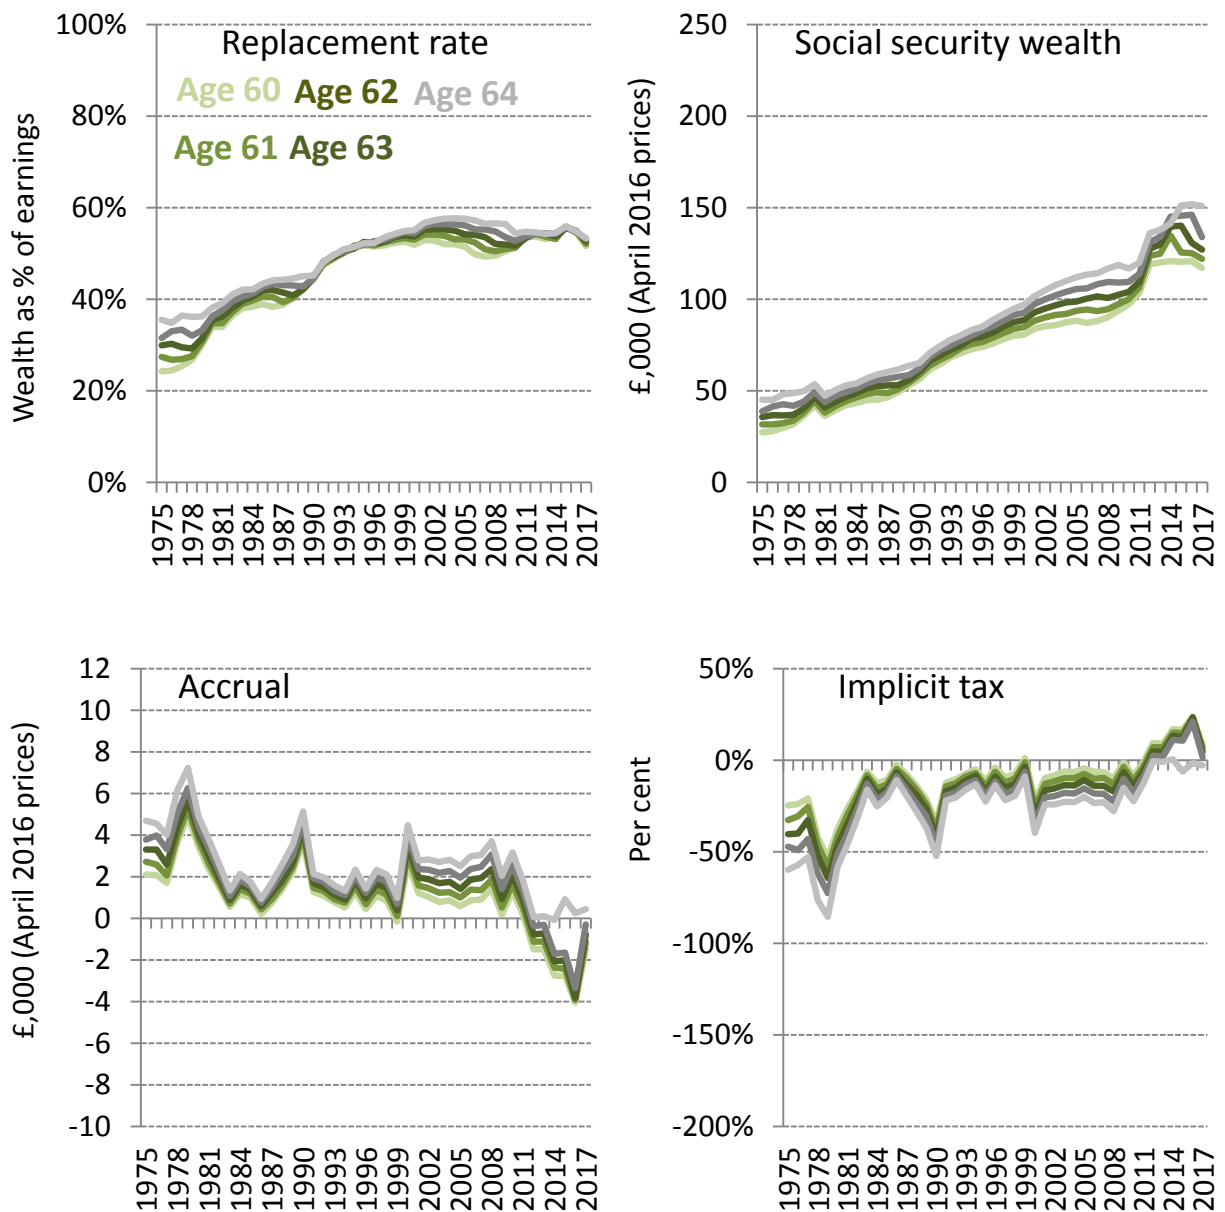 Replacement rate
Wealth as % of earnings
100%
80%
60%
40%
20%
0%
Age 60 Age 62 Age 64
Age 61 Age 63
1975 1978 1981 1984 1987 1990 1993 1996 1999 2002 2005 2008 2011 2014 2017
Social security wealth
£,000 (April 2016 prices)
250
200
150
100
50
0
1975 1978 1981 1984 1987 1990 1993 1996 1999 2002 2005 2008 2011 2014 2017
Accrual
£,000 (April 2016 prices)
12
10
8
6
4
2
0
-2
-4
-6
-8
-10
1975 1978 1981 1984 1987 1990 1993 1996 1999 2002 2005 2008 2011 2014 2017
Implicit tax
Per cent
50%
0%
-50%
-100%
-150%
-200%
1975 1978 1981 1984 1987 1990 1993 1996 1999 2002 2005 2008 2011 2014 2017